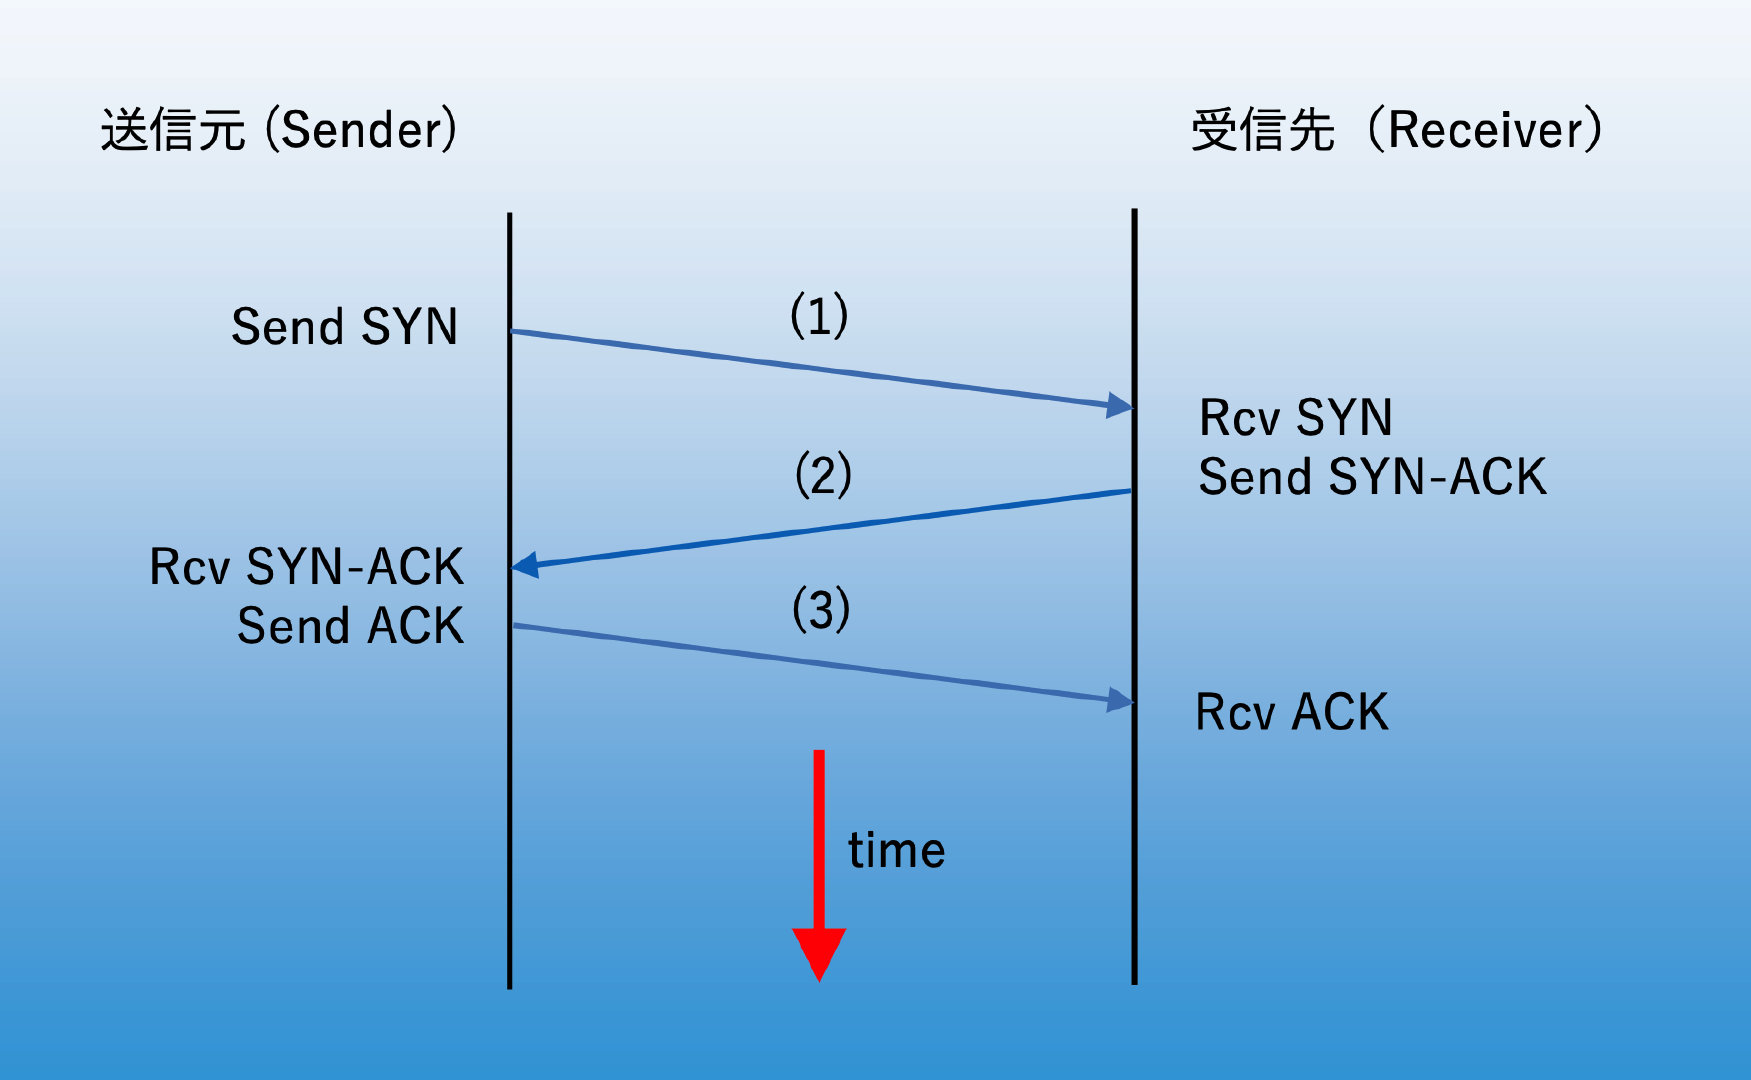 送信元 (Sender)
受信先（Receiver）
Send SYN
(1)
Rcv SYN
Send SYN-ACK
(2)
Rcv SYN-ACK
Send ACK
(3)
Rcv ACK
time